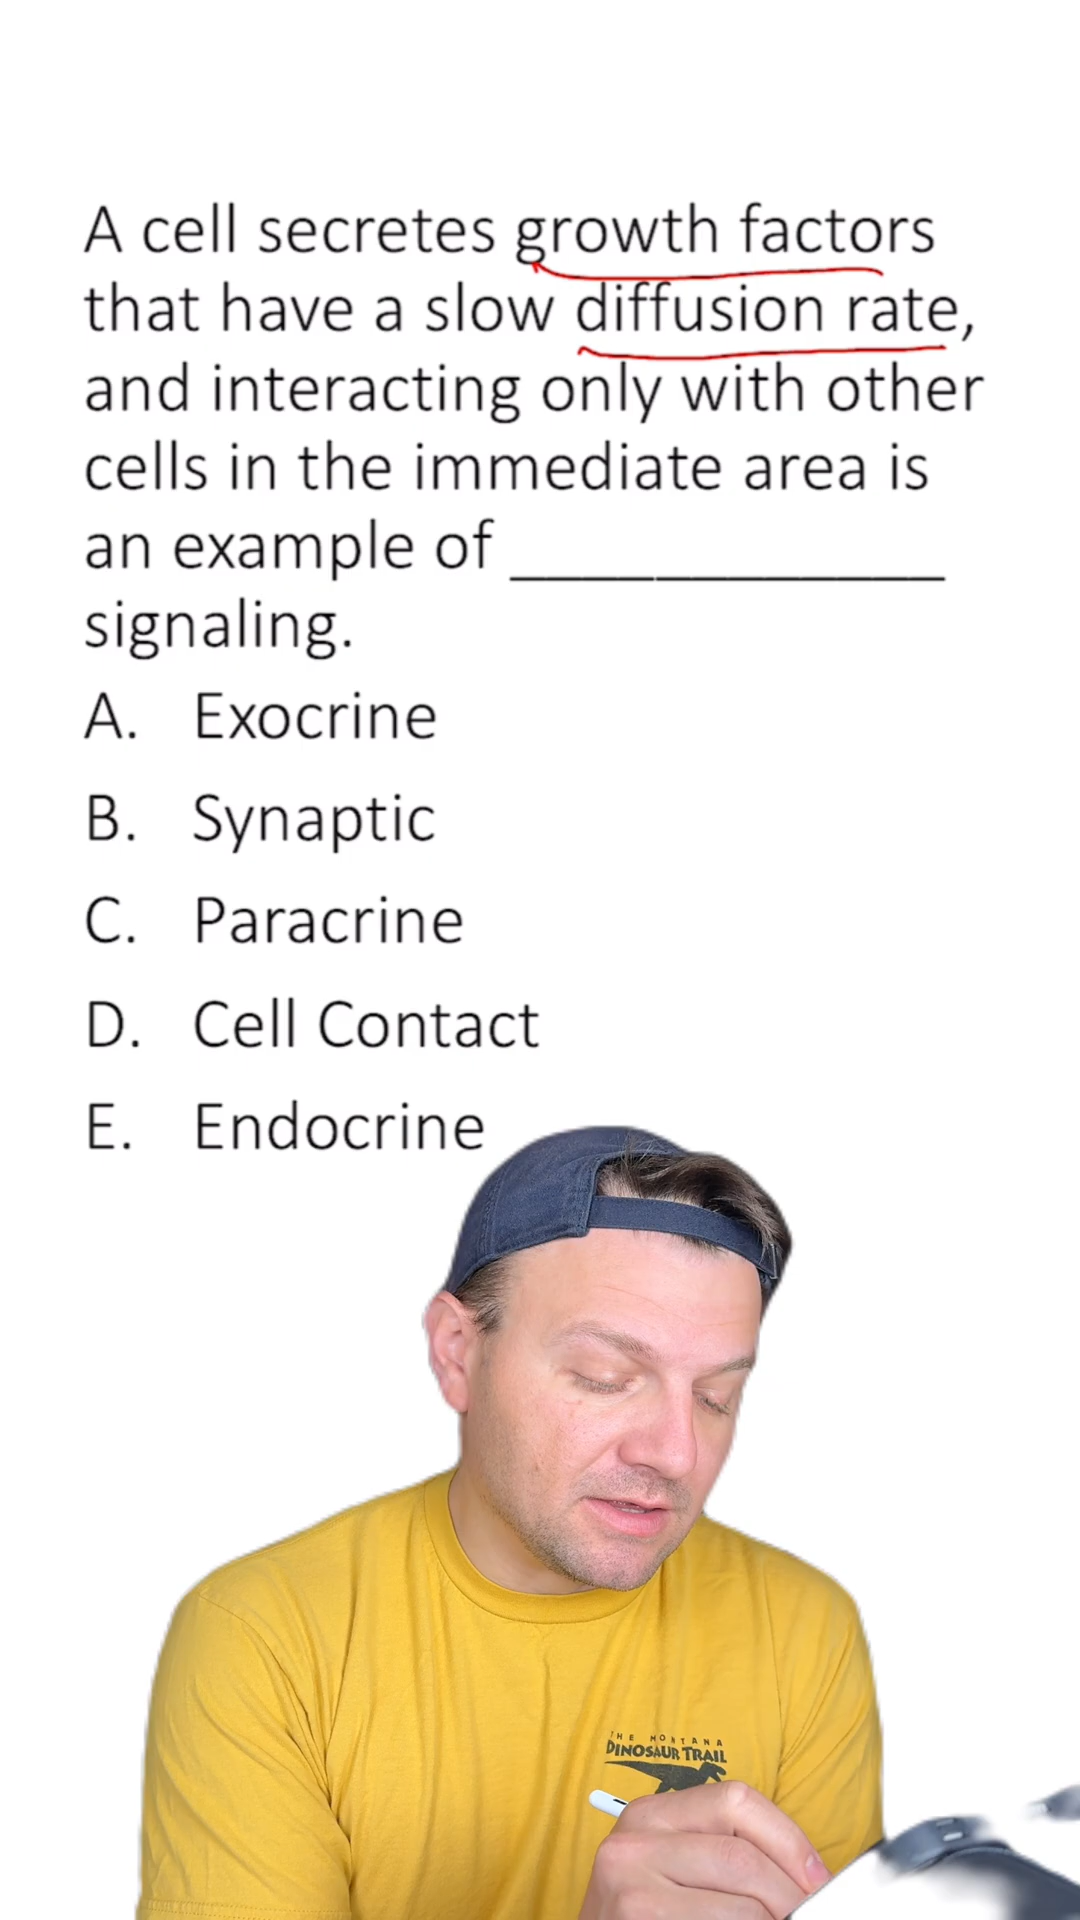 A cell secretes growth factors
that have a slow diffusion rate,
and interacting only with other
cells in the immediate area is
an example of ____________
signaling.
A. Exocrine
B. Synaptic
C. Paracrine
D. Cell Contact
E. Endocrine
THE MONTANA
DINOSAUR TRAIL